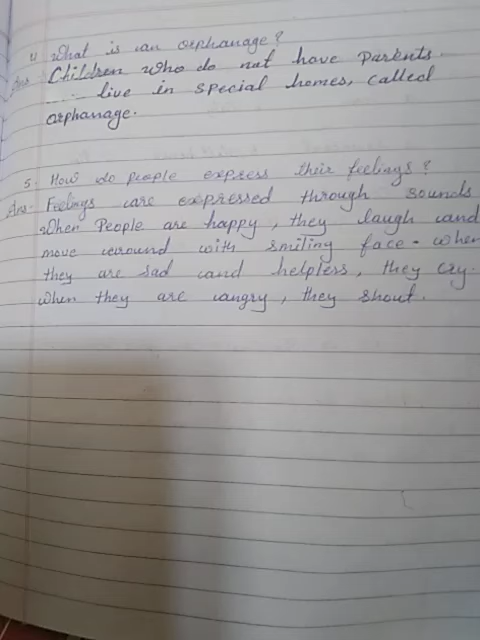 4 What is an orphanage?
Ans. Children who do not have Parents.
..... live in special homes, called
orphanage.
5. How do people express their feelings?
Ans- Feelings are expressed through sounds
when People are happy, they laugh and
move around with smiling face. when
they are sad and helpless, they cry.
when they are angry, they shout.